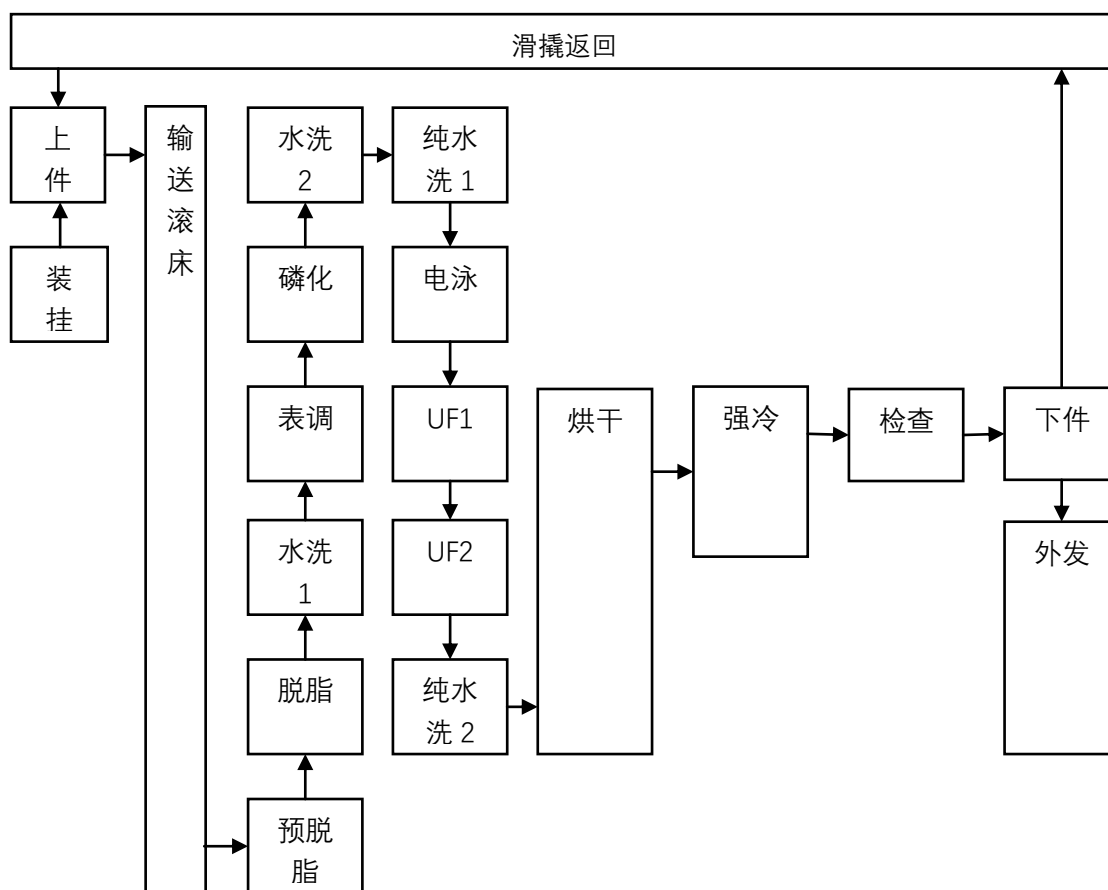 滑撬返回
上
件
装
挂
输
送
滚
床
水洗
2
纯水
洗 1
磷化
电泳
表调
UF1
烘干
强冷
检查
下件
水洗
1
UF2
外发
脱脂
纯水
洗 2
预脱
脂